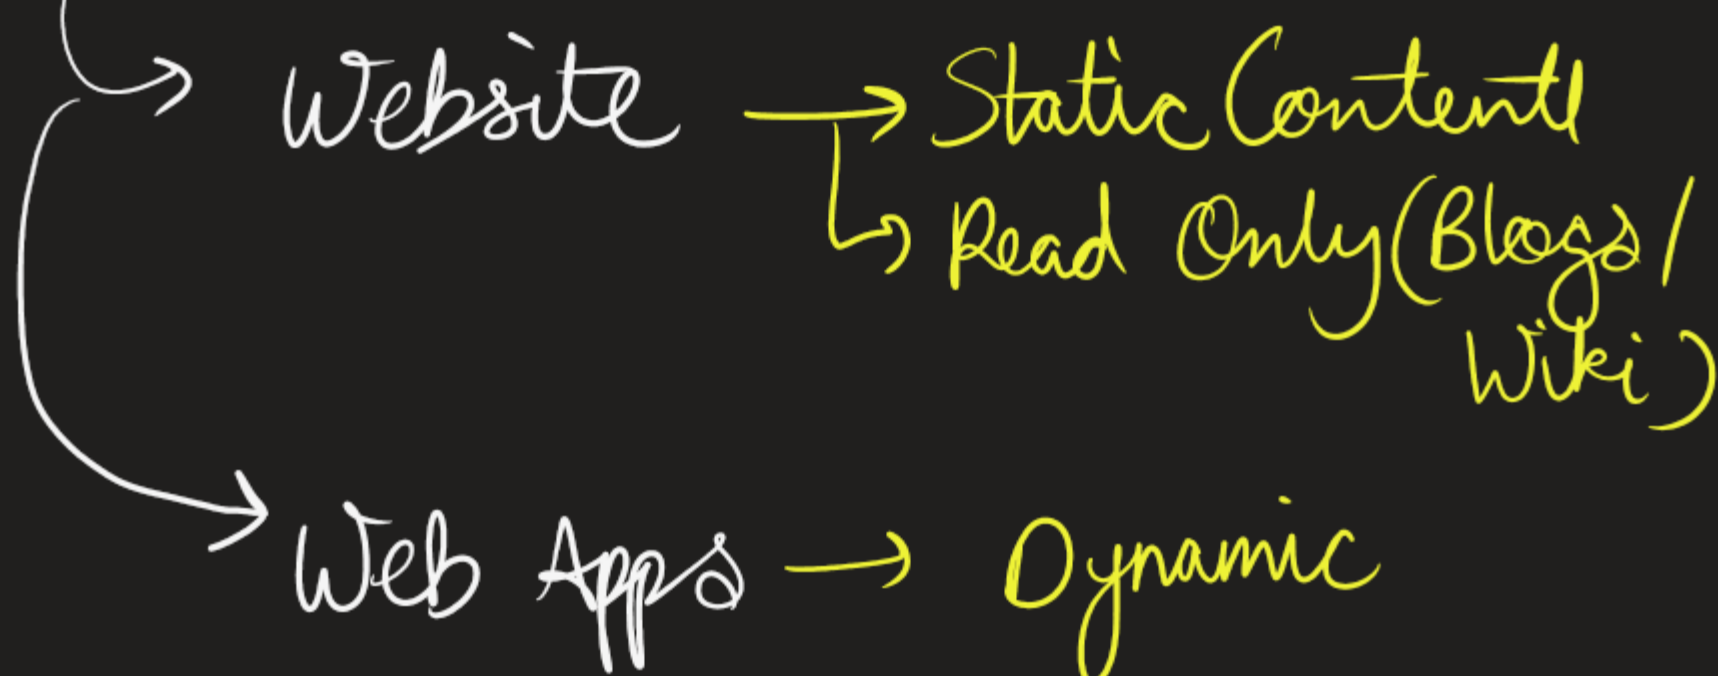 Website → Static Content
Read Only (Blogs/
Wiki)
Web Apps → Dynamic